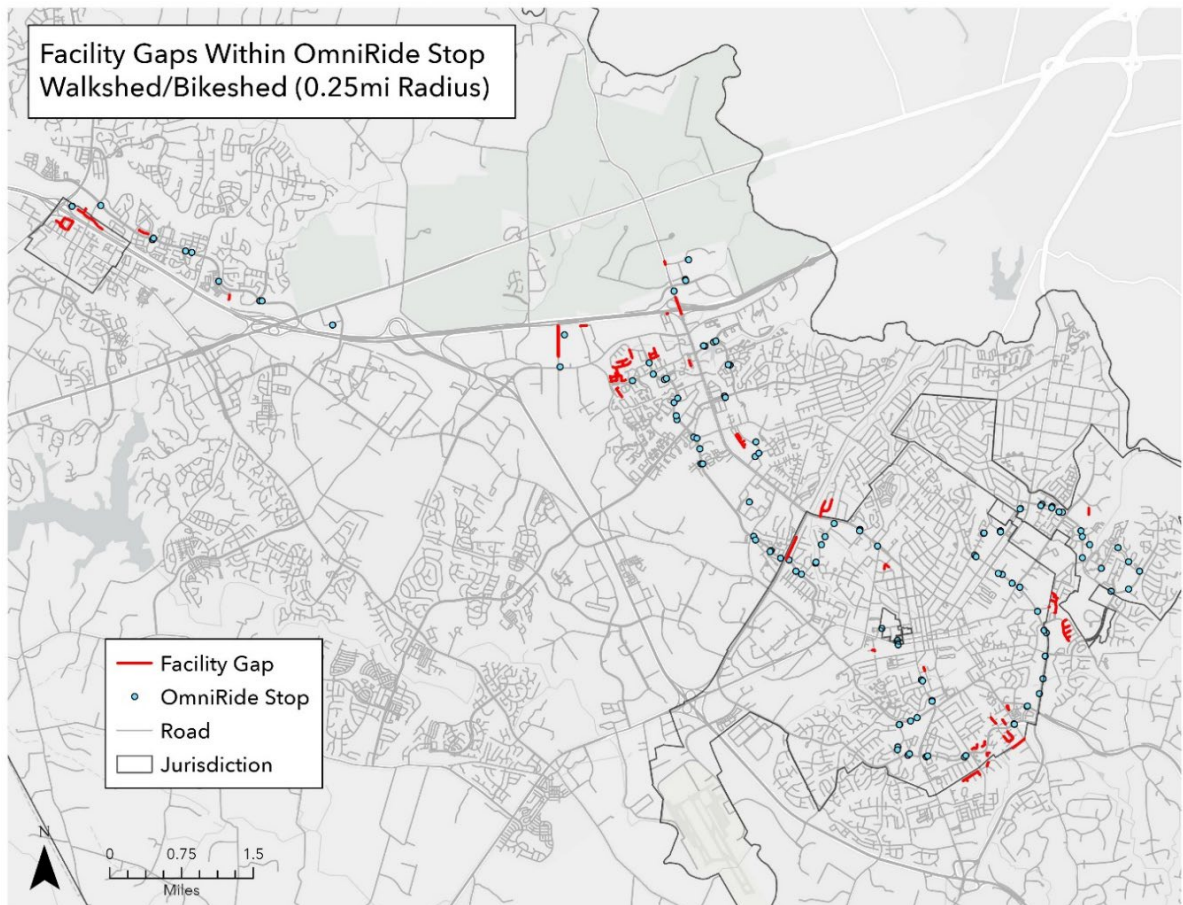 Facility Gaps Within OmniRide Stop
Walkshed/Bikeshed (0.25mi Radius)
Facility Gap
OmniRide Stop
Road
Jurisdiction
N
0 0.75 1.5
Miles